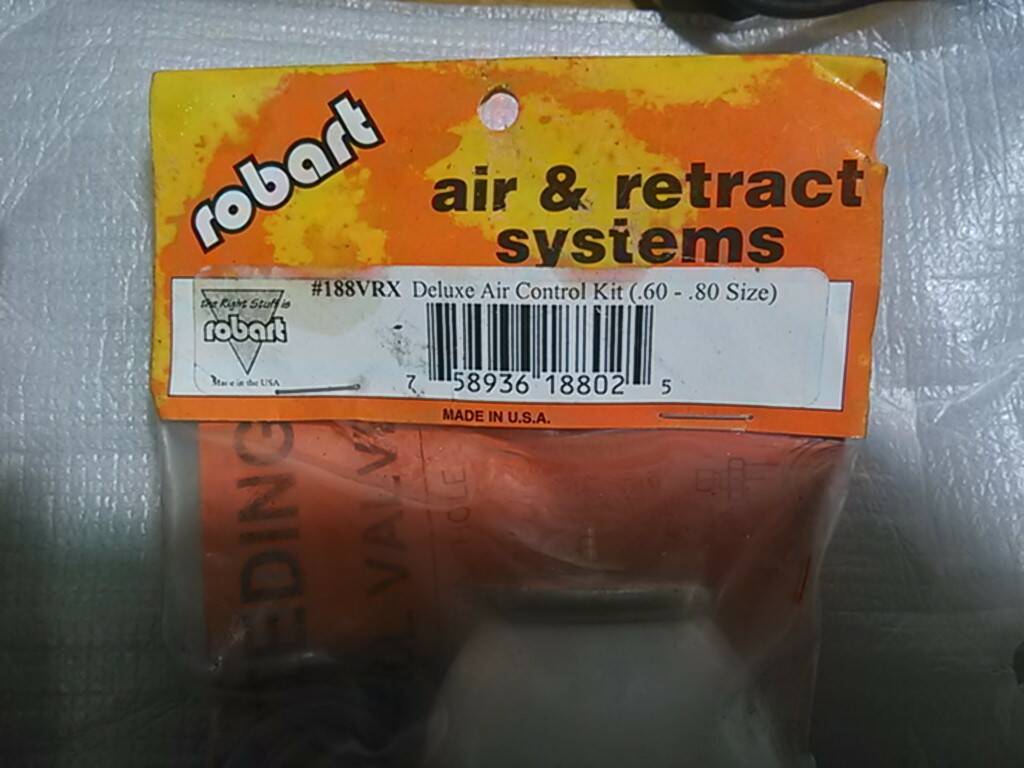 robart
air & retract
systems
#188VRX Deluxe Air Control Kit (.60 - .80 Size)
the Right Stuff is
robart
Made in the USA
7 58936 18802 5
MADE IN U.S.A.
EDING
VALV